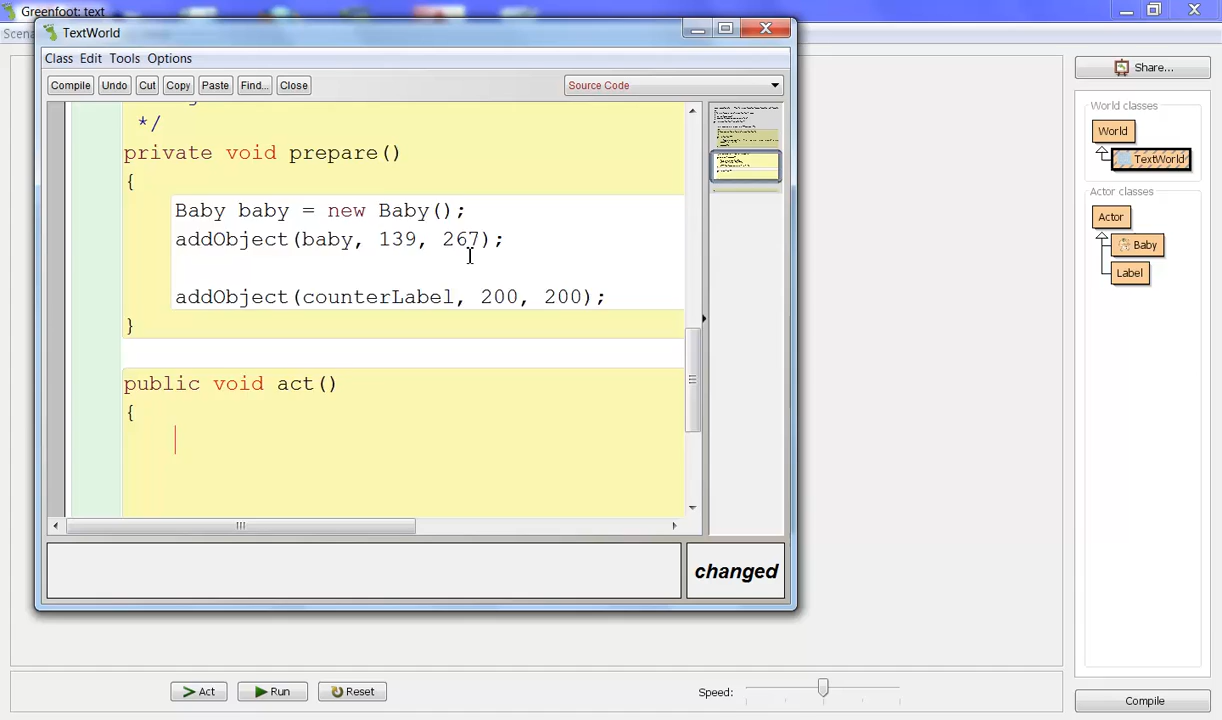 Greenfoot: text
TextWorld
Class Edit Tools Options
Compile Undo Cut Copy Paste Find... Close
Source Code
*/
private void prepare()
{
Baby baby = new Baby();
addObject(baby, 139, 267);
addObject(counterLabel, 200, 200);
}
public void act()
{
changed
Share...
World classes
World
TextWorld
Actor classes
Actor
Baby
Label
Act Run Reset
Speed:
Compile